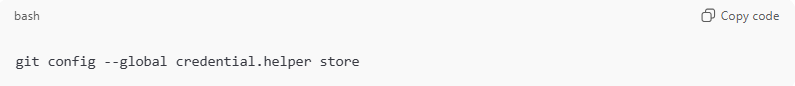 bash
Copy code
git config --global credential.helper store